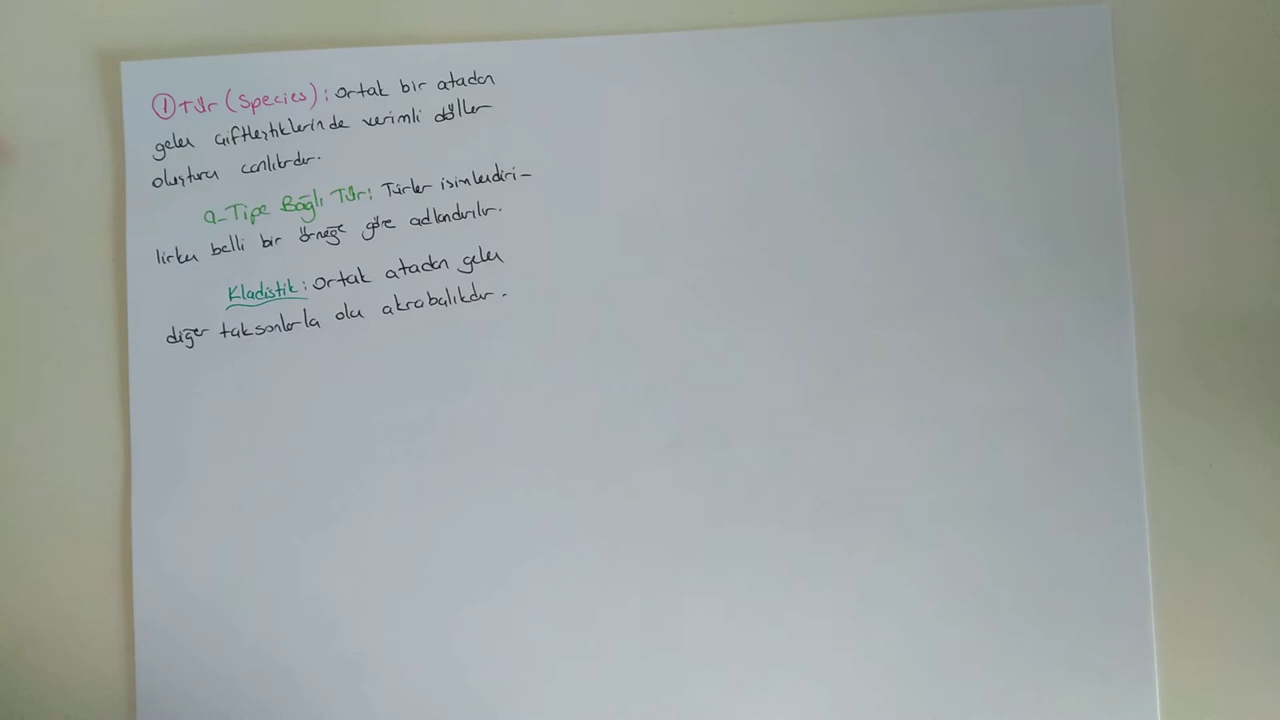 ① Tür (Species): Ortak bir atadan
gelen çiftleştiklerinde verimli döller
oluşturan canlılardır.
a-Tipe Bağlı Tür: Türler isimlendiri-
lirken belli bir örneğe göre adlandırılır.
Kladistik: Ortak atadan gelen
diğer taksonlarla olan akrabalıkdır.